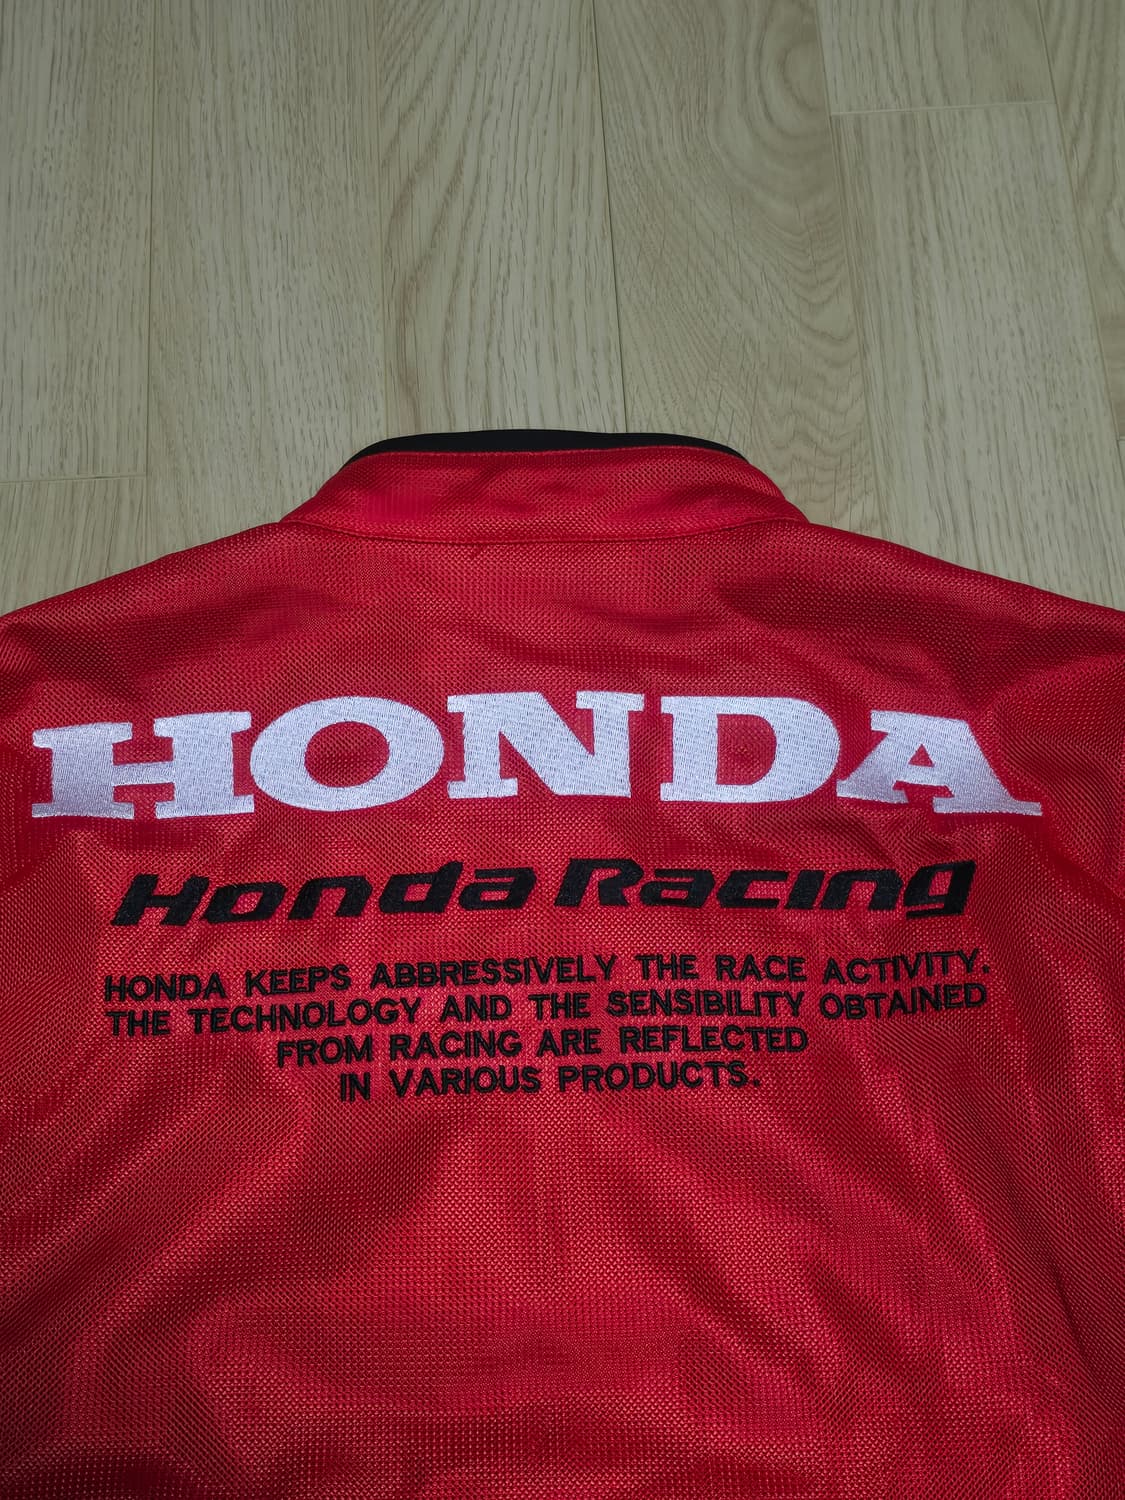 HONDA
Honda Racing
HONDA KEEPS ABBRESSIVELY THE RACE ACTIVITY.
THE TECHNOLOGY AND THE SENSIBILITY OBTAINED
FROM RACING ARE REFLECTED
IN VARIOUS PRODUCTS.